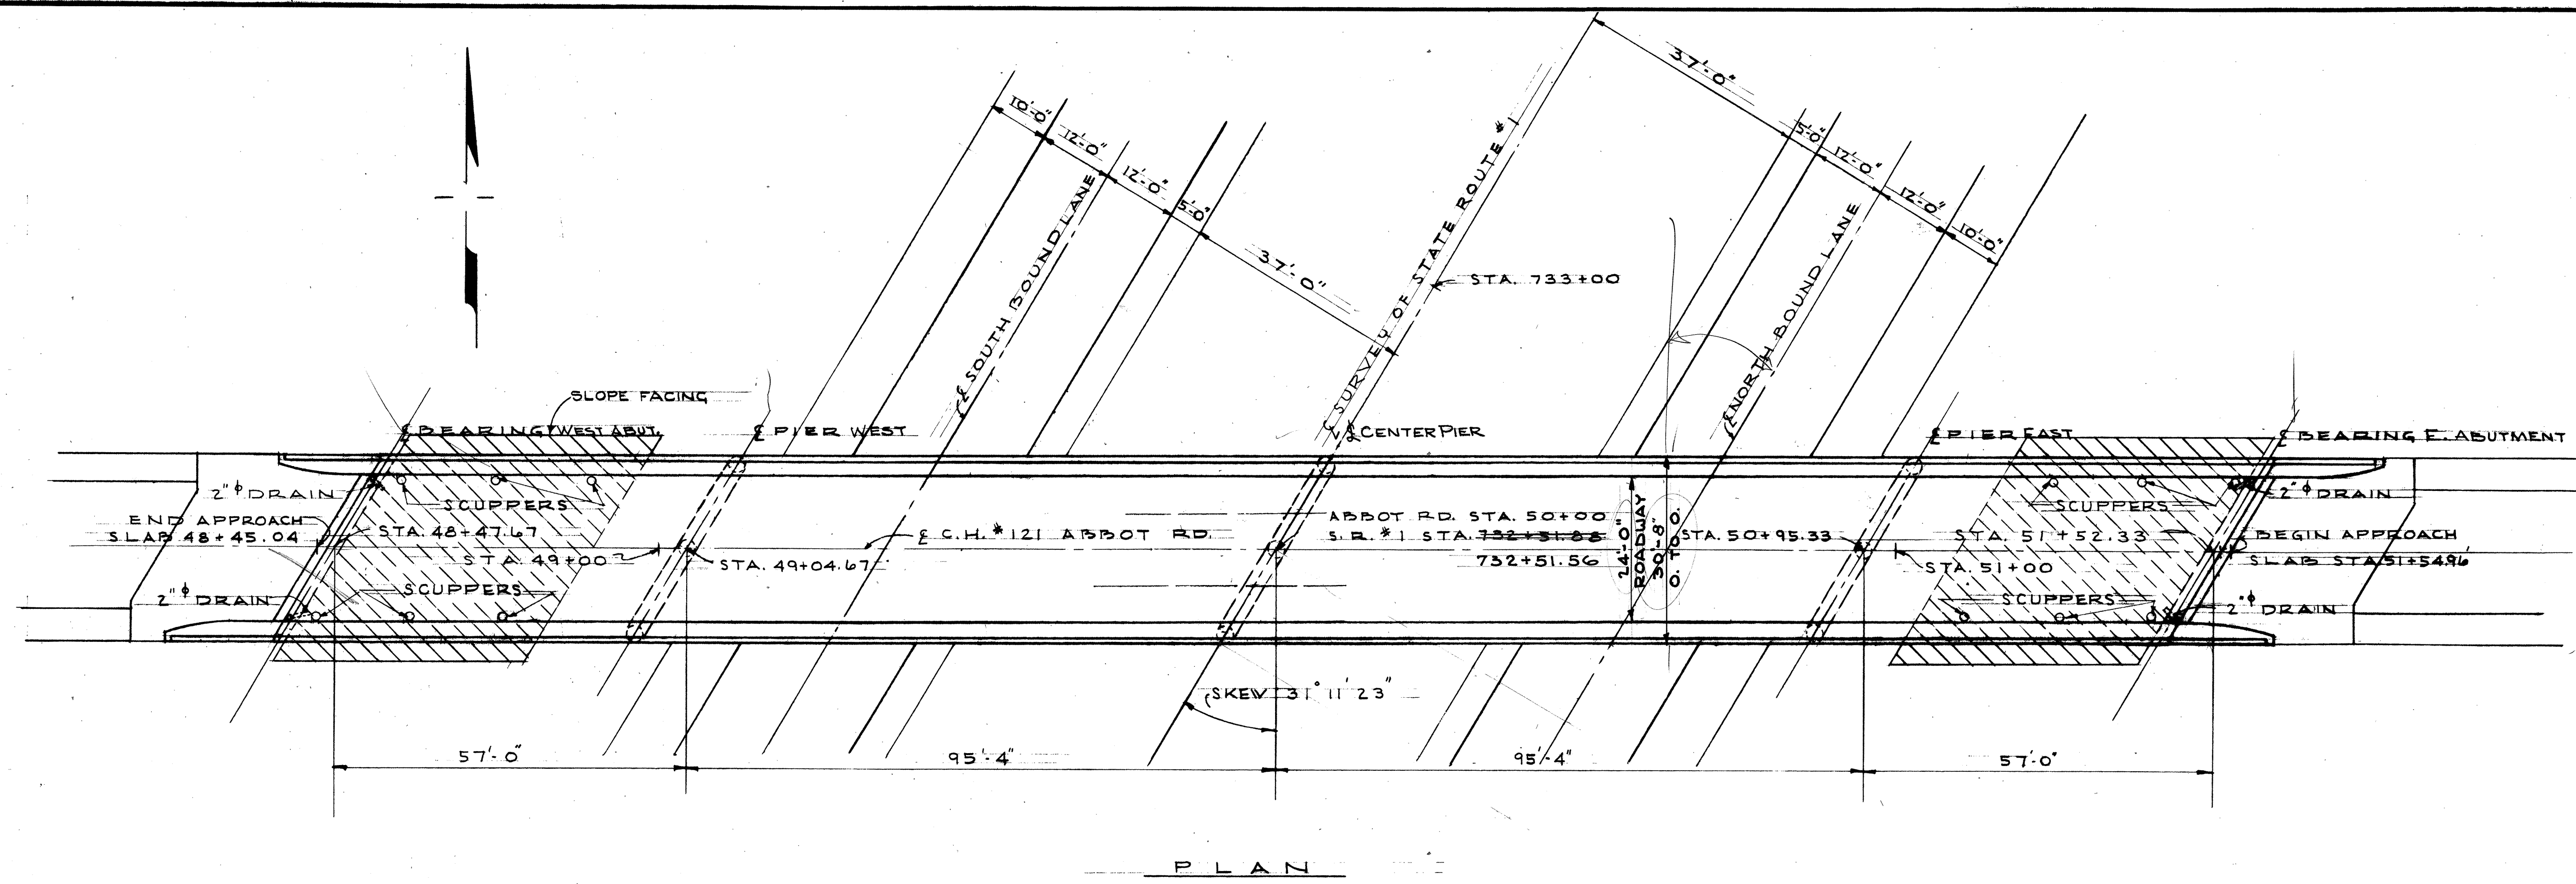 37'-0"
10'-0"
12'-0"
12'-0"
5'-0"
37'-0"
5'-0"
12'-0"
12'-0"
10'-0"
℄ SOUTH BOUND LANE
℄ SURVEY OF STATE ROUTE #1
STA. 733+00
℄ NORTH BOUND LANE
SLOPE FACING
℄ BEARING WEST ABUT.
℄ PIER WEST
℄ CENTER PIER
℄ PIER EAST
℄ BEARING E. ABUTMENT
2"ϕ DRAIN
SCUPPERS
END APPROACH
SLAB 48+45.04
STA. 48+47.67
STA. 49+00
STA. 49+04.67
℄ C.H. #121 ABBOT RD.
ABBOT RD. STA. 50+00
S.R. #1 STA. 732+51.88
732+51.56
24'-0"
ROADWAY
30'-8"
O. TO O.
STA. 50+95.33
STA. 51+00
STA. 51+52.33
SCUPPERS
2"ϕ DRAIN
BEGIN APPROACH
SLAB STA 51+54.96
2"ϕ DRAIN
SCUPPERS
SCUPPERS
2"ϕ DRAIN
SKEW 31° 11' 23"
57'-0"
95'-4"
95'-4"
57'-0"
PLAN